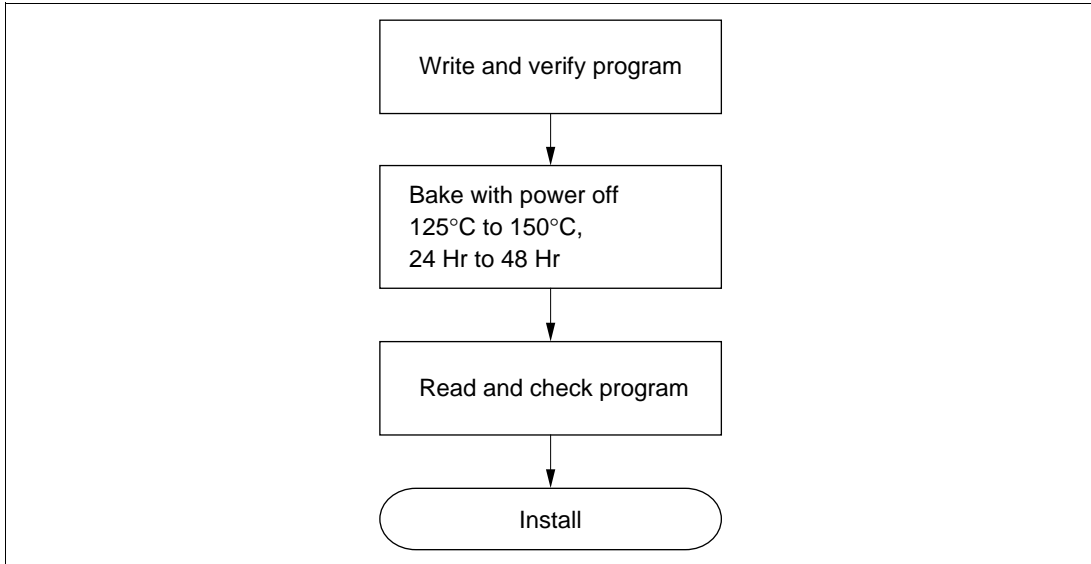 Write and verify program
Bake with power off
125°C to 150°C,
24 Hr to 48 Hr
Read and check program
Install